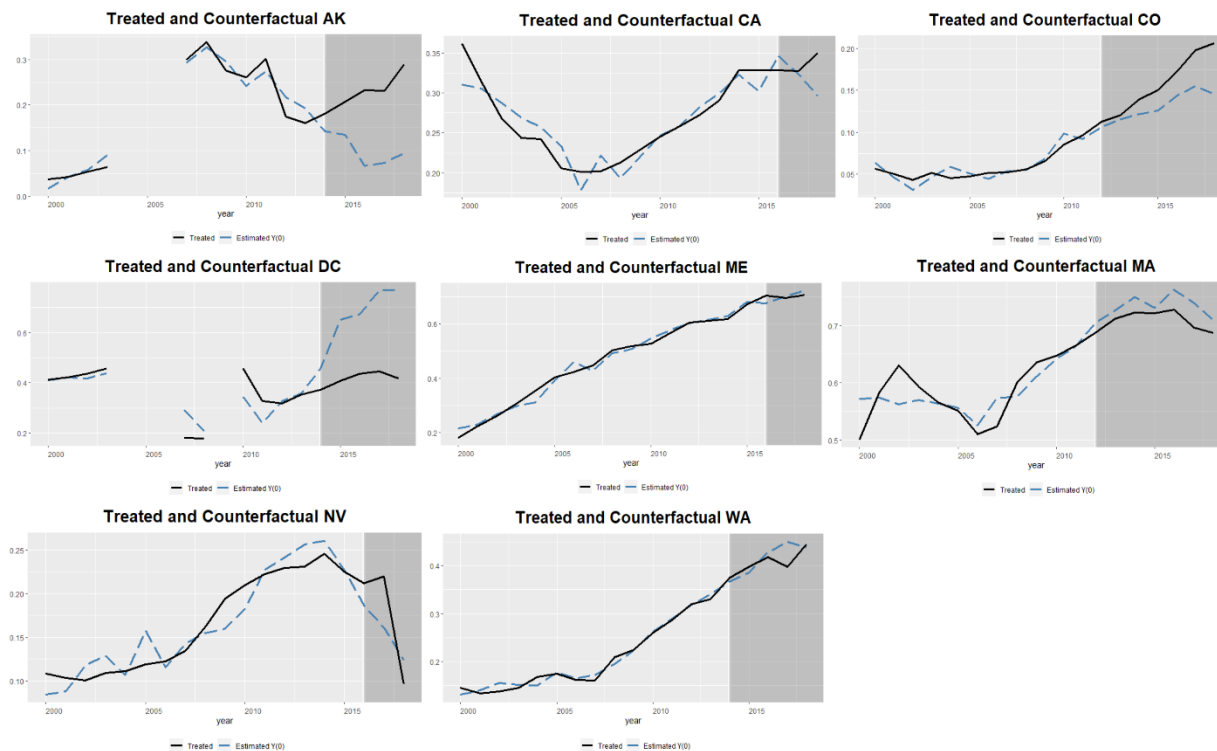 Treated and Counterfactual AK
0.3
0.2
0.1
0.0
2000 2005 2010 2015
year
Treated Estimated Y(0)
Treated and Counterfactual CA
0.35
0.30
0.25
0.20
2000 2005 2010 2015
year
Treated Estimated Y(0)
Treated and Counterfactual CO
0.20
0.15
0.10
0.05
2000 2005 2010 2015
year
Treated Estimated Y(0)
Treated and Counterfactual DC
0.6
0.4
0.2
2000 2005 2010 2015
year
Treated Estimated Y(0)
Treated and Counterfactual ME
0.6
0.4
0.2
2000 2005 2010 2015
year
Treated Estimated Y(0)
Treated and Counterfactual MA
0.7
0.6
0.5
2000 2005 2010 2015
year
Treated Estimated Y(0)
Treated and Counterfactual NV
0.25
0.20
0.15
0.10
2000 2005 2010 2015
year
Treated Estimated Y(0)
Treated and Counterfactual WA
0.4
0.3
0.2
2000 2005 2010 2015
year
Treated Estimated Y(0)